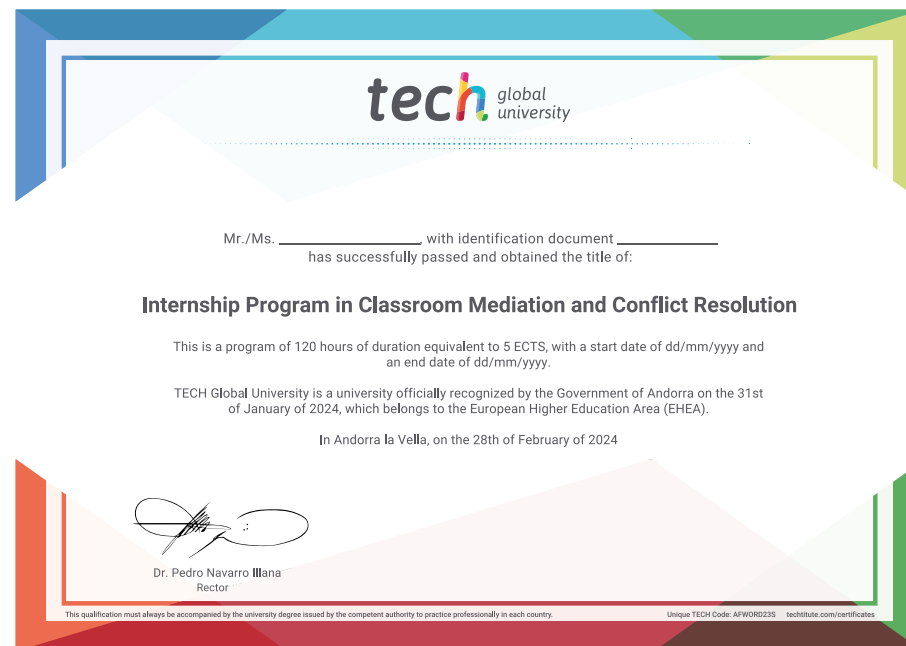 tech global
university
Mr./Ms. ____________________, with identification document ______________
has successfully passed and obtained the title of:
Internship Program in Classroom Mediation and Conflict Resolution
This is a program of 120 hours of duration equivalent to 5 ECTS, with a start date of dd/mm/yyyy and
an end date of dd/mm/yyyy.
TECH Global University is a university officially recognized by the Government of Andorra on the 31st
of January of 2024, which belongs to the European Higher Education Area (EHEA).
In Andorra la Vella, on the 28th of February of 2024
Dr. Pedro Navarro Illana
Rector
This qualification must always be accompanied by the university degree issued by the competent authority to practice professionally in each country.
Unique TECH Code: AFWORD23S techtitute.com/certificates